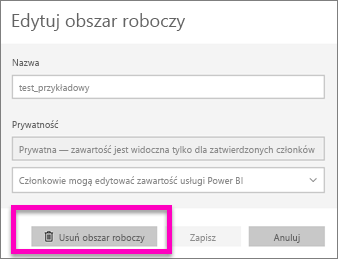 Edytuj obszar roboczy
Nazwa
test_przykładowy
Prywatność
Prywatna — zawartość jest widoczna tylko dla zatwierdzonych członków
Członkowie mogą edytować zawartość usługi Power BI
Usuń obszar roboczy
Zapisz
Anuluj